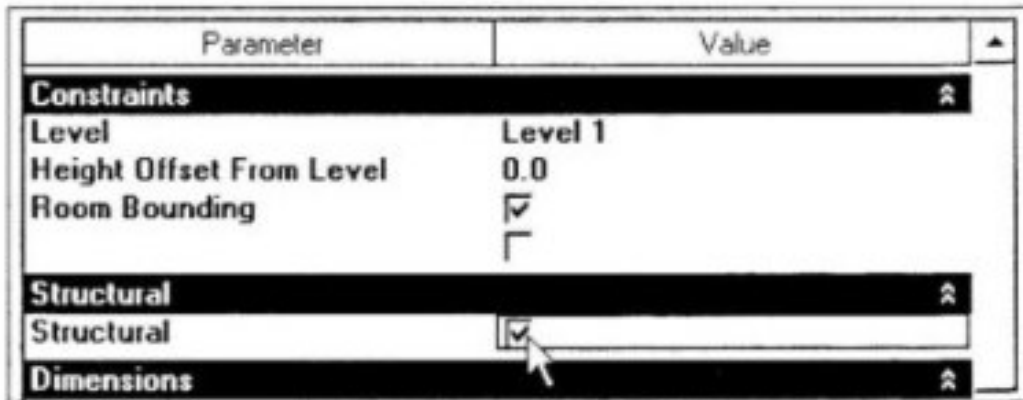 Parameter Value
Constraints
Level Level 1
Height Offset From Level 0.0
Room Bounding
Structural
Structural
Dimensions